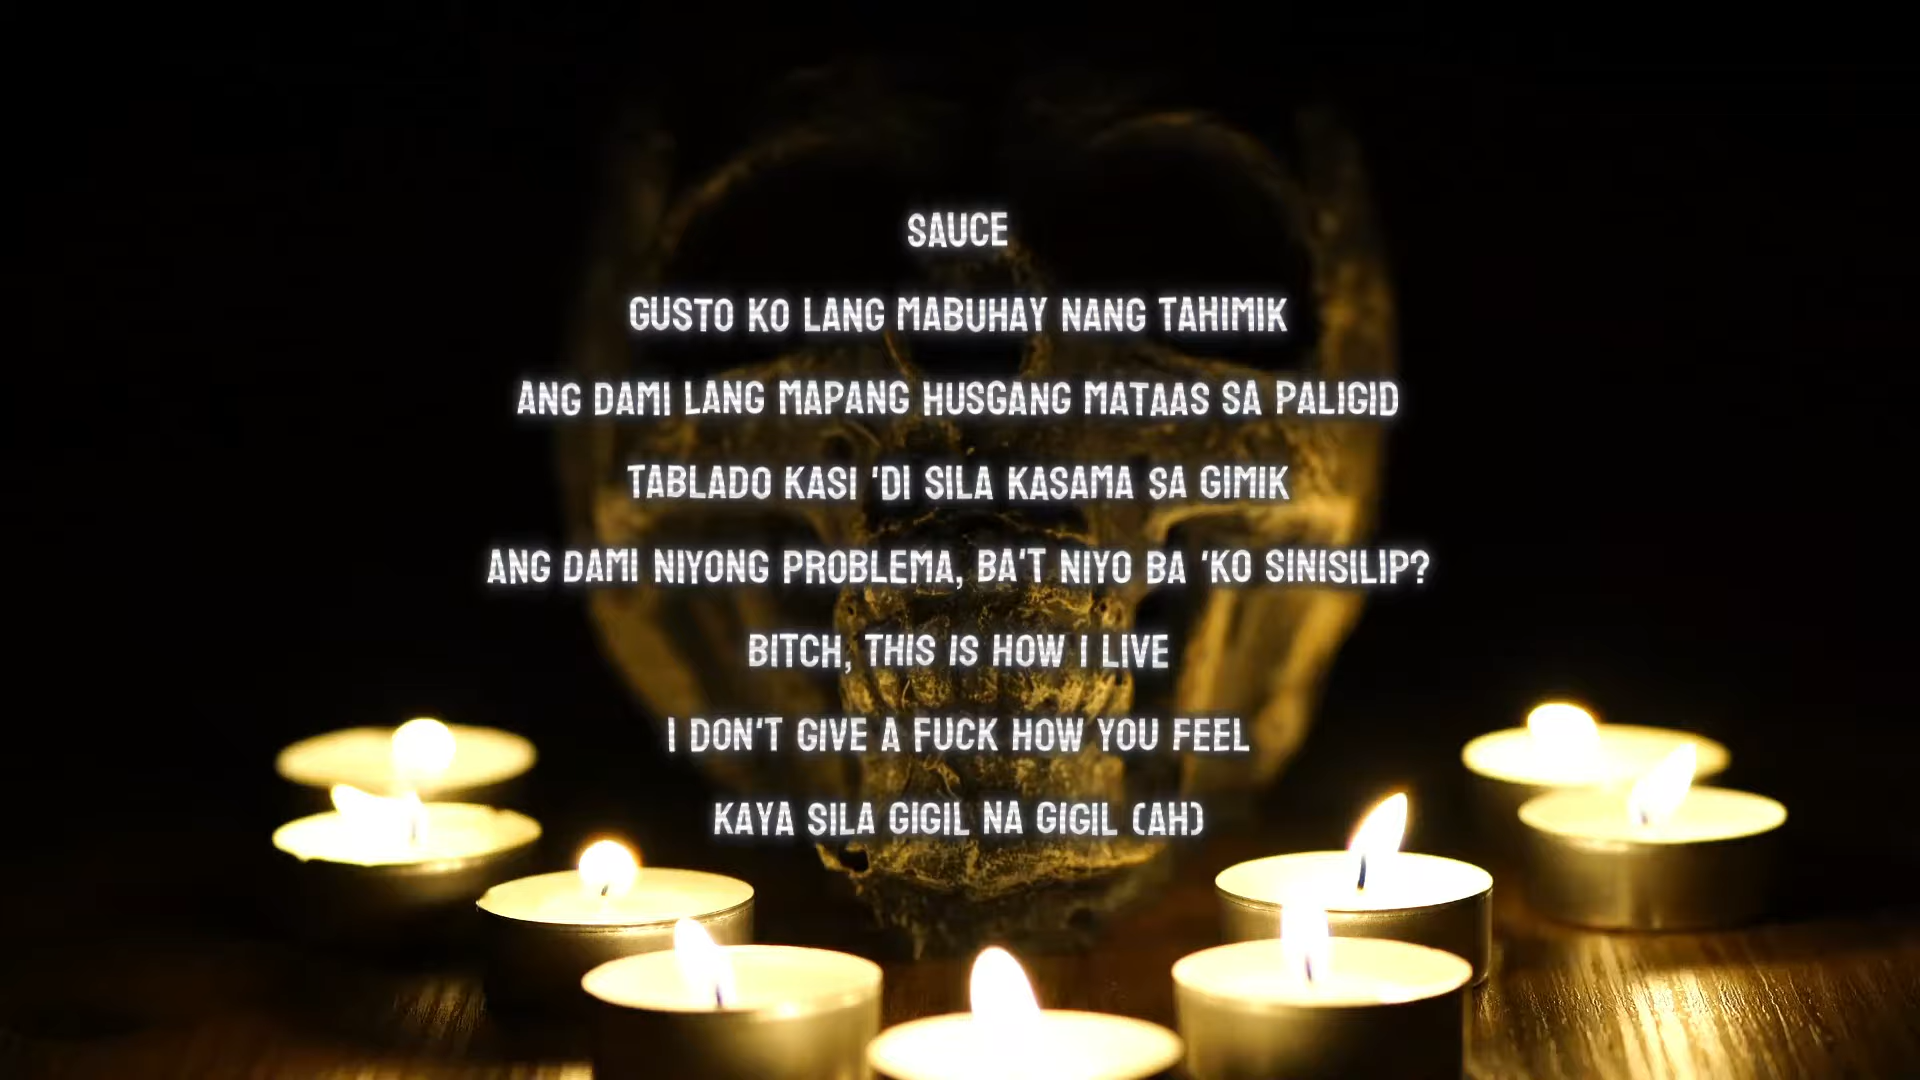 SAUCE
GUSTO KO LANG MABUHAY NANG TAHIMIK
ANG DAMI LANG MAPANG HUSGANG MATAAS SA PALIGID
TABLADO KASI 'DI SILA KASAMA SA GIMIK
ANG DAMI NIYONG PROBLEMA, BA'T NIYO BA 'KO SINISILIP?
BITCH, THIS IS HOW I LIVE
I DON'T GIVE A FUCK HOW YOU FEEL
KAYA SILA GIGIL NA GIGIL (AH)